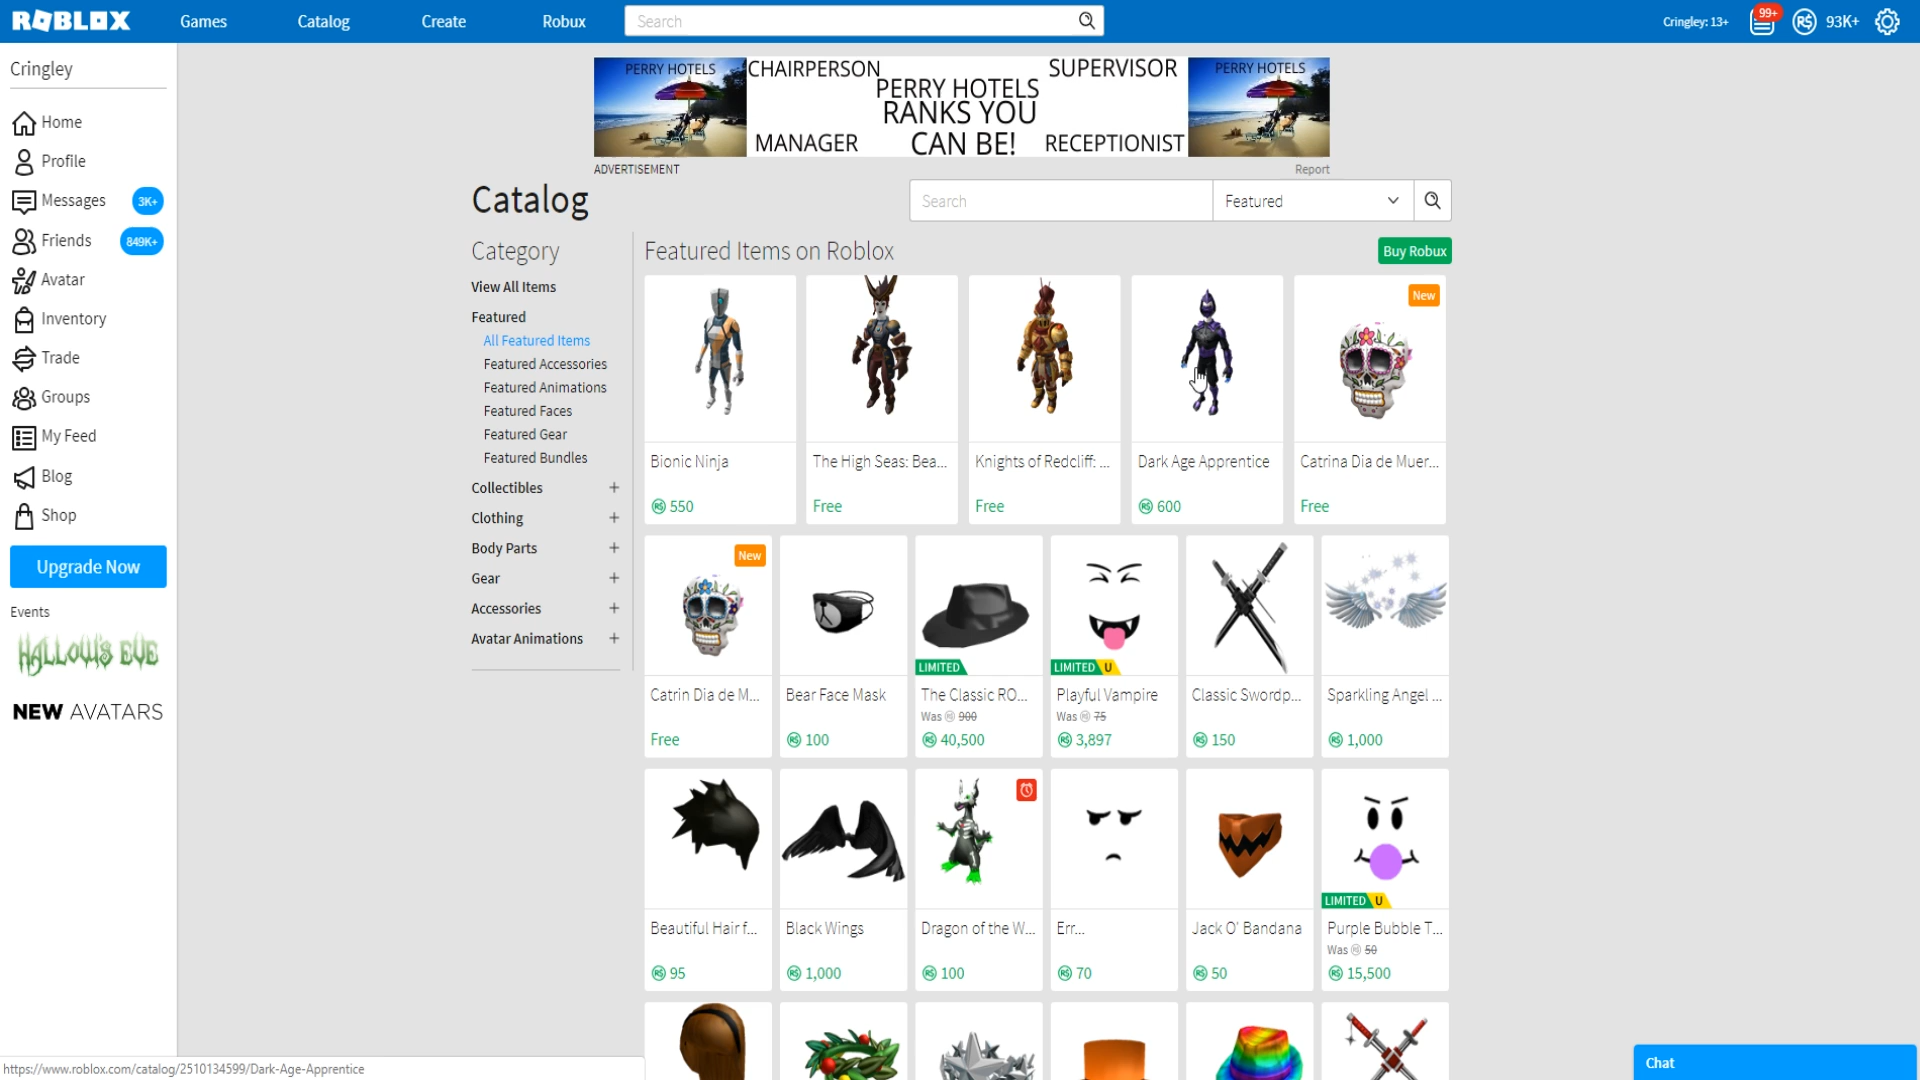 ROBLOX
Games
Catalog
Create
Robux
Search
Cringley: 13+
99+
93K+
Cringley
Home
Profile
Messages
3K+
Friends
849K+
Avatar
Inventory
Trade
Groups
My Feed
Blog
Shop
Upgrade Now
Events
HALLOW'S EVE
NEW AVATARS
PERRY HOTELS
CHAIRPERSON
MANAGER
PERRY HOTELS
RANKS YOU
CAN BE!
SUPERVISOR
RECEPTIONIST
PERRY HOTELS
ADVERTISEMENT
Report
Catalog
Search
Featured
Category
View All Items
Featured
All Featured Items
Featured Accessories
Featured Animations
Featured Faces
Featured Gear
Featured Bundles
Collectibles +
Clothing +
Body Parts +
Gear +
Accessories +
Avatar Animations +
Featured Items on Roblox
Buy Robux
Bionic Ninja
R$ 550
The High Seas: Bea...
Free
Knights of Redcliff: ...
Free
Dark Age Apprentice
R$ 600
New
Catrina Dia de Muer...
Free
New
Catrin Dia de M...
Free
Bear Face Mask
R$ 100
LIMITED
The Classic RO...
Was R$ 900
R$ 40,500
LIMITED U
Playful Vampire
Was R$ 75
R$ 3,897
Classic Swordp...
R$ 150
Sparkling Angel ...
R$ 1,000
Beautiful Hair f...
R$ 95
Black Wings
R$ 1,000
Dragon of the W...
R$ 100
Err...
R$ 70
Jack O' Bandana
R$ 50
LIMITED U
Purple Bubble T...
Was R$ 50
R$ 15,500
https://www.roblox.com/catalog/2510134599/Dark-Age-Apprentice
Chat